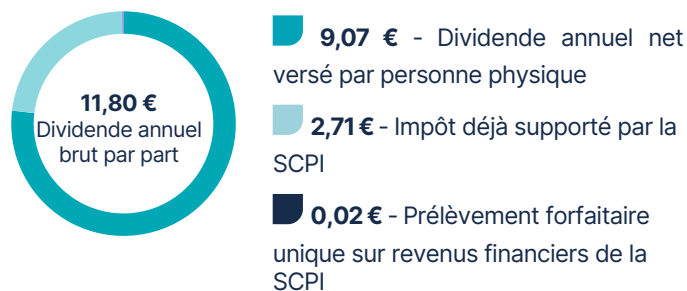 11,80 €
Dividende annuel
brut par part
9,07 € - Dividende annuel net
versé par personne physique
2,71 € - Impôt déjà supporté par la
SCPI
0,02 € - Prélèvement forfaitaire
unique sur revenus financiers de la
SCPI